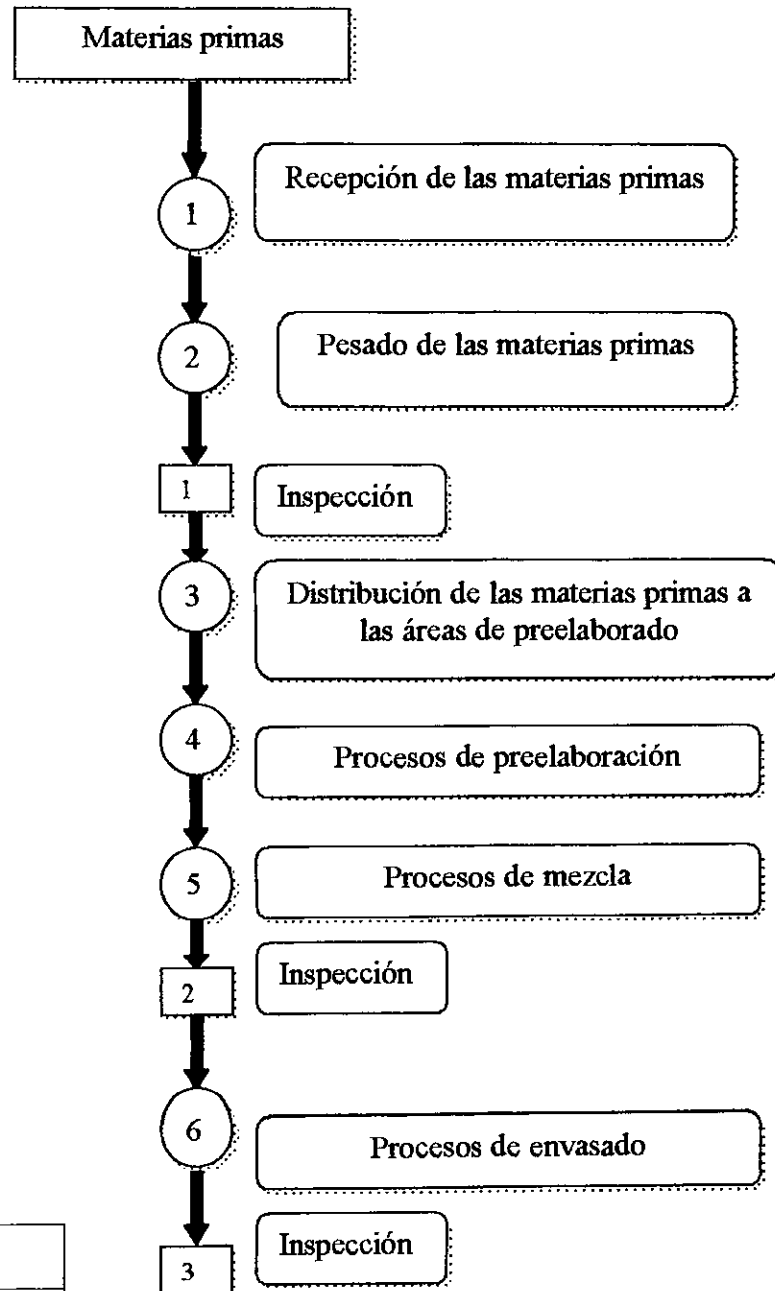 Materias primas
1
Recepción de las materias primas
2
Pesado de las materias primas
1
Inspección
3
Distribución de las materias primas a
las áreas de preelaborado
4
Procesos de preelaboración
5
Procesos de mezcla
2
Inspección
6
Procesos de envasado
3
Inspección